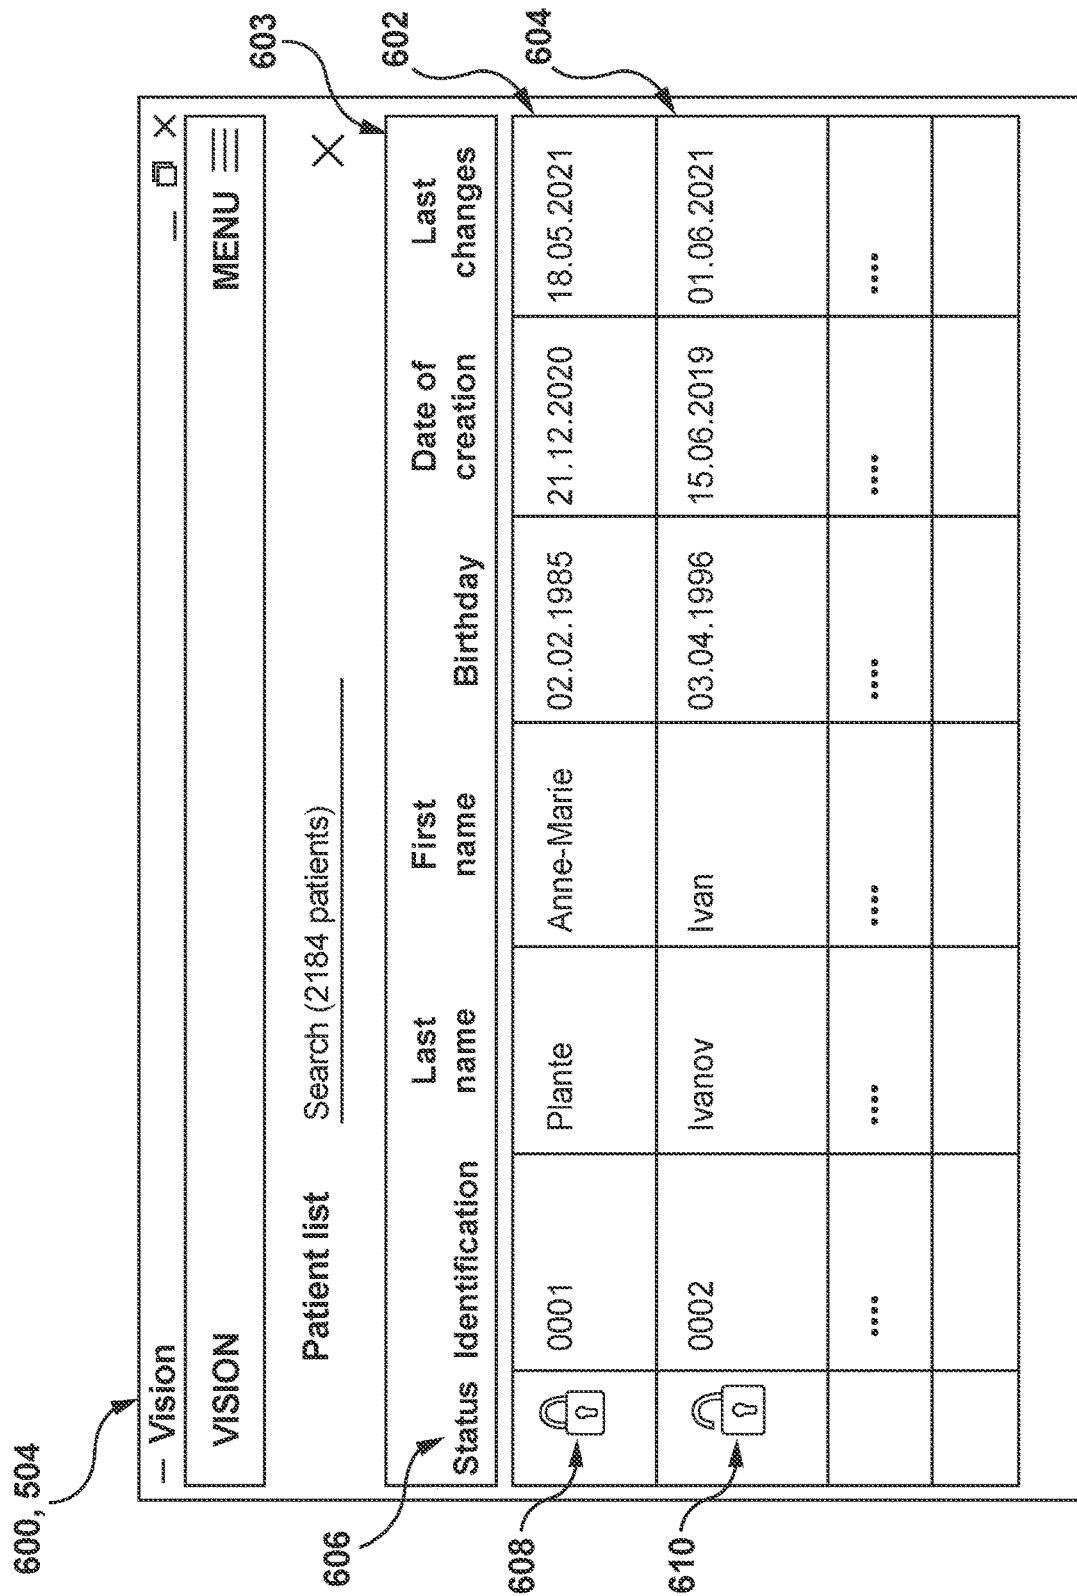 600, 504
– Vision
VISION MENU
Patient list Search (2184 patients)
603
606
Status Identification Last name First name Birthday Date of creation Last changes
602
608
0001 Plante Anne-Marie 02.02.1985 21.12.2020 18.05.2021
604
610
0002 Ivanov Ivan 03.04.1996 15.06.2019 01.06.2021
.... .... .... .... .... ....